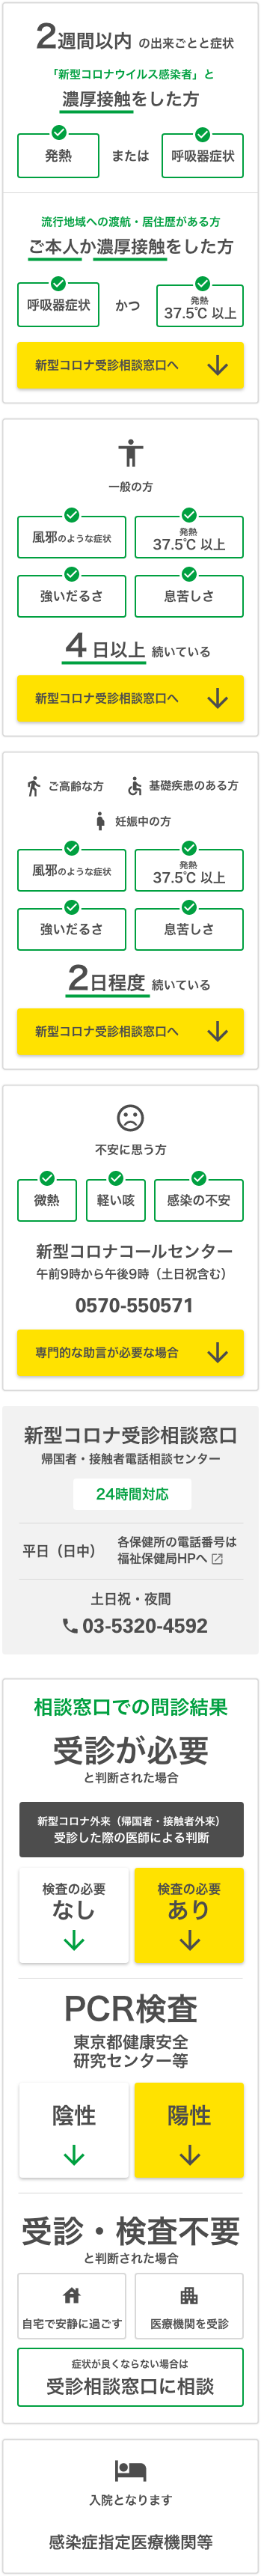 2週間以内 の出来ごとと症状
「新型コロナウイルス感染者」と
濃厚接触をした方
発熱 または 呼吸器症状
流行地域への渡航・居住歴がある方
ご本人か濃厚接触をした方
呼吸器症状 かつ 発熱
37.5℃ 以上
新型コロナ受診相談窓口へ
一般の方
風邪のような症状 発熱
37.5℃ 以上
強いだるさ 息苦しさ
4日以上 続いている
新型コロナ受診相談窓口へ
ご高齢な方 基礎疾患のある方
妊娠中の方
風邪のような症状 発熱
37.5℃ 以上
強いだるさ 息苦しさ
2日程度 続いている
新型コロナ受診相談窓口へ
不安に思う方
微熱 軽い咳 感染の不安
新型コロナコールセンター
午前9時から午後9時（土日祝含む）
0570-550571
専門的な助言が必要な場合
新型コロナ受診相談窓口
帰国者・接触者電話相談センター
24時間対応
平日（日中） 各保健所の電話番号は
福祉保健局HPへ
土日祝・夜間
03-5320-4592
相談窓口での問診結果
受診が必要
と判断された場合
新型コロナ外来（帰国者・接触者外来）
受診した際の医師による判断
検査の必要 検査の必要
なし あり
PCR検査
東京都健康安全
研究センター等
陰性 陽性
受診・検査不要
と判断された場合
自宅で安静に過ごす 医療機関を受診
症状が良くならない場合は
受診相談窓口に相談
入院となります
感染症指定医療機関等